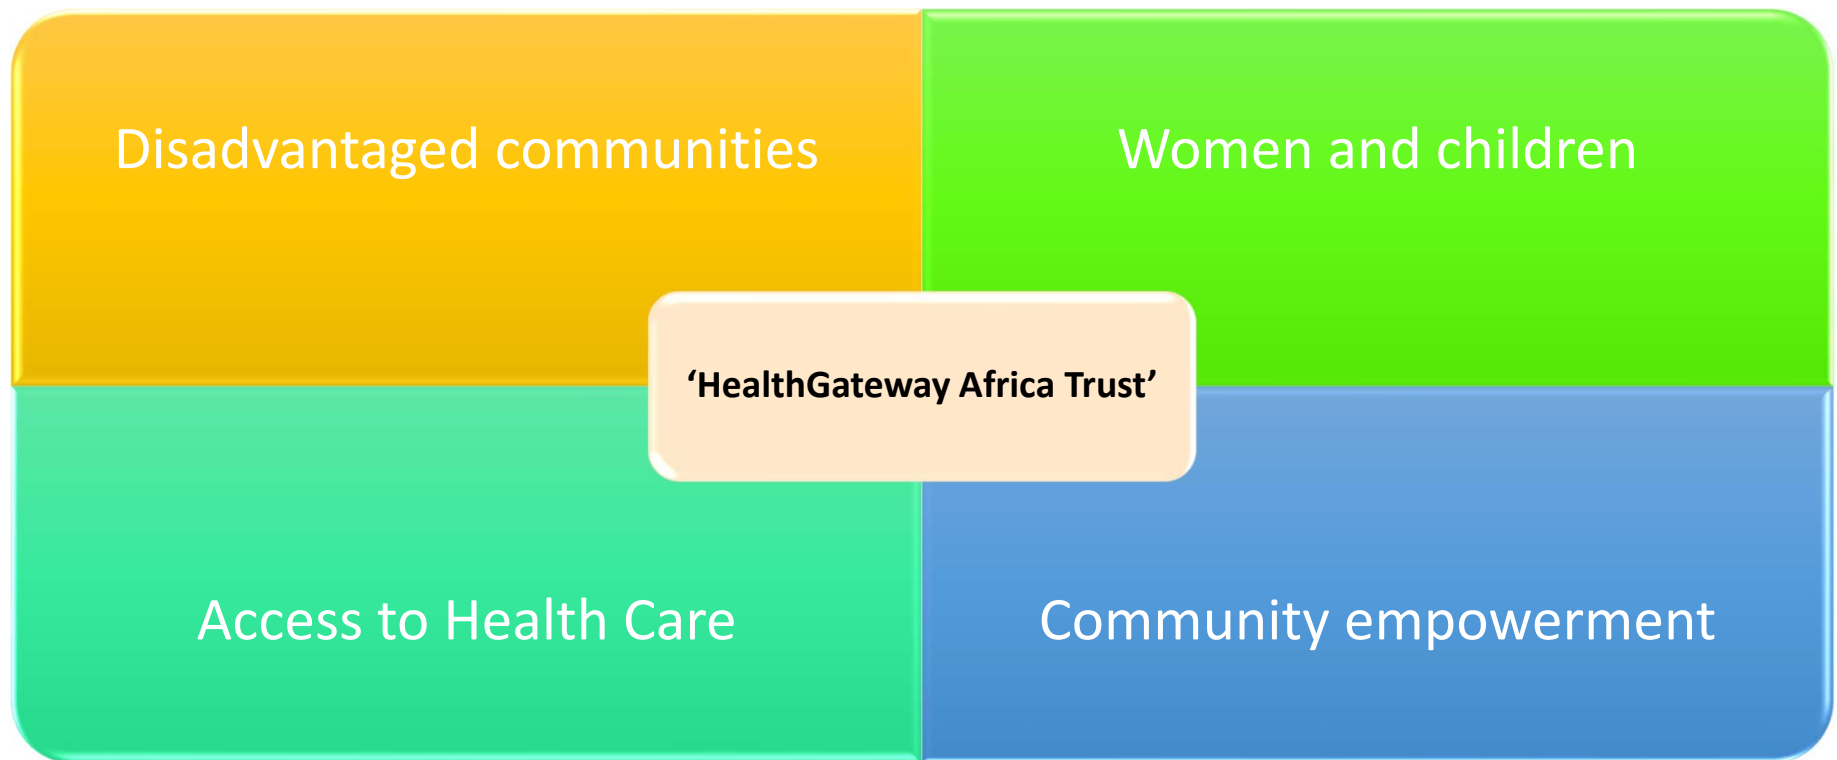 Disadvantaged communities
Women and children
‘HealthGateway Africa Trust’
Access to Health Care
Community empowerment